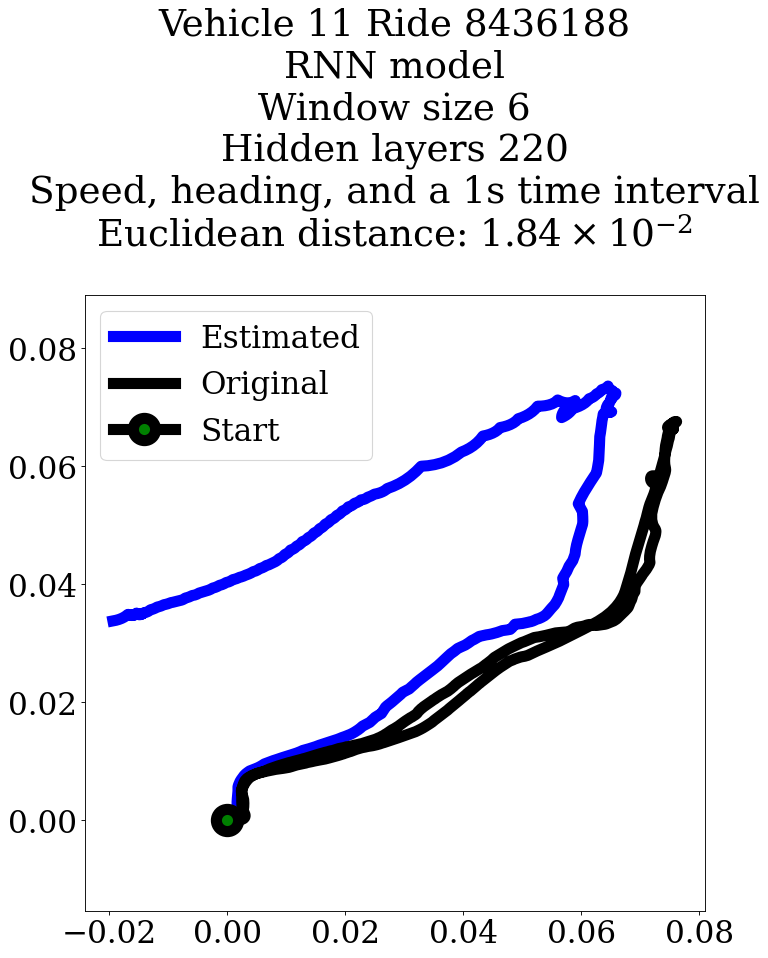 Vehicle 11 Ride 8436188
RNN model
Window size 6
Hidden layers 220
Speed, heading, and a 1s time interval
Euclidean distance: 1.84 × 10⁻²
Estimated
Original
Start
0.08
0.06
0.04
0.02
0.00
−0.02 0.00 0.02 0.04 0.06 0.08